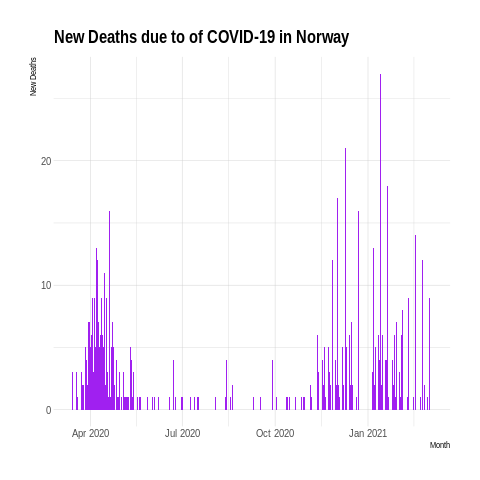 New Deaths due to of COVID-19 in Norway
New Deaths
20
10
0
Apr 2020
Jul 2020
Oct 2020
Jan 2021
Month